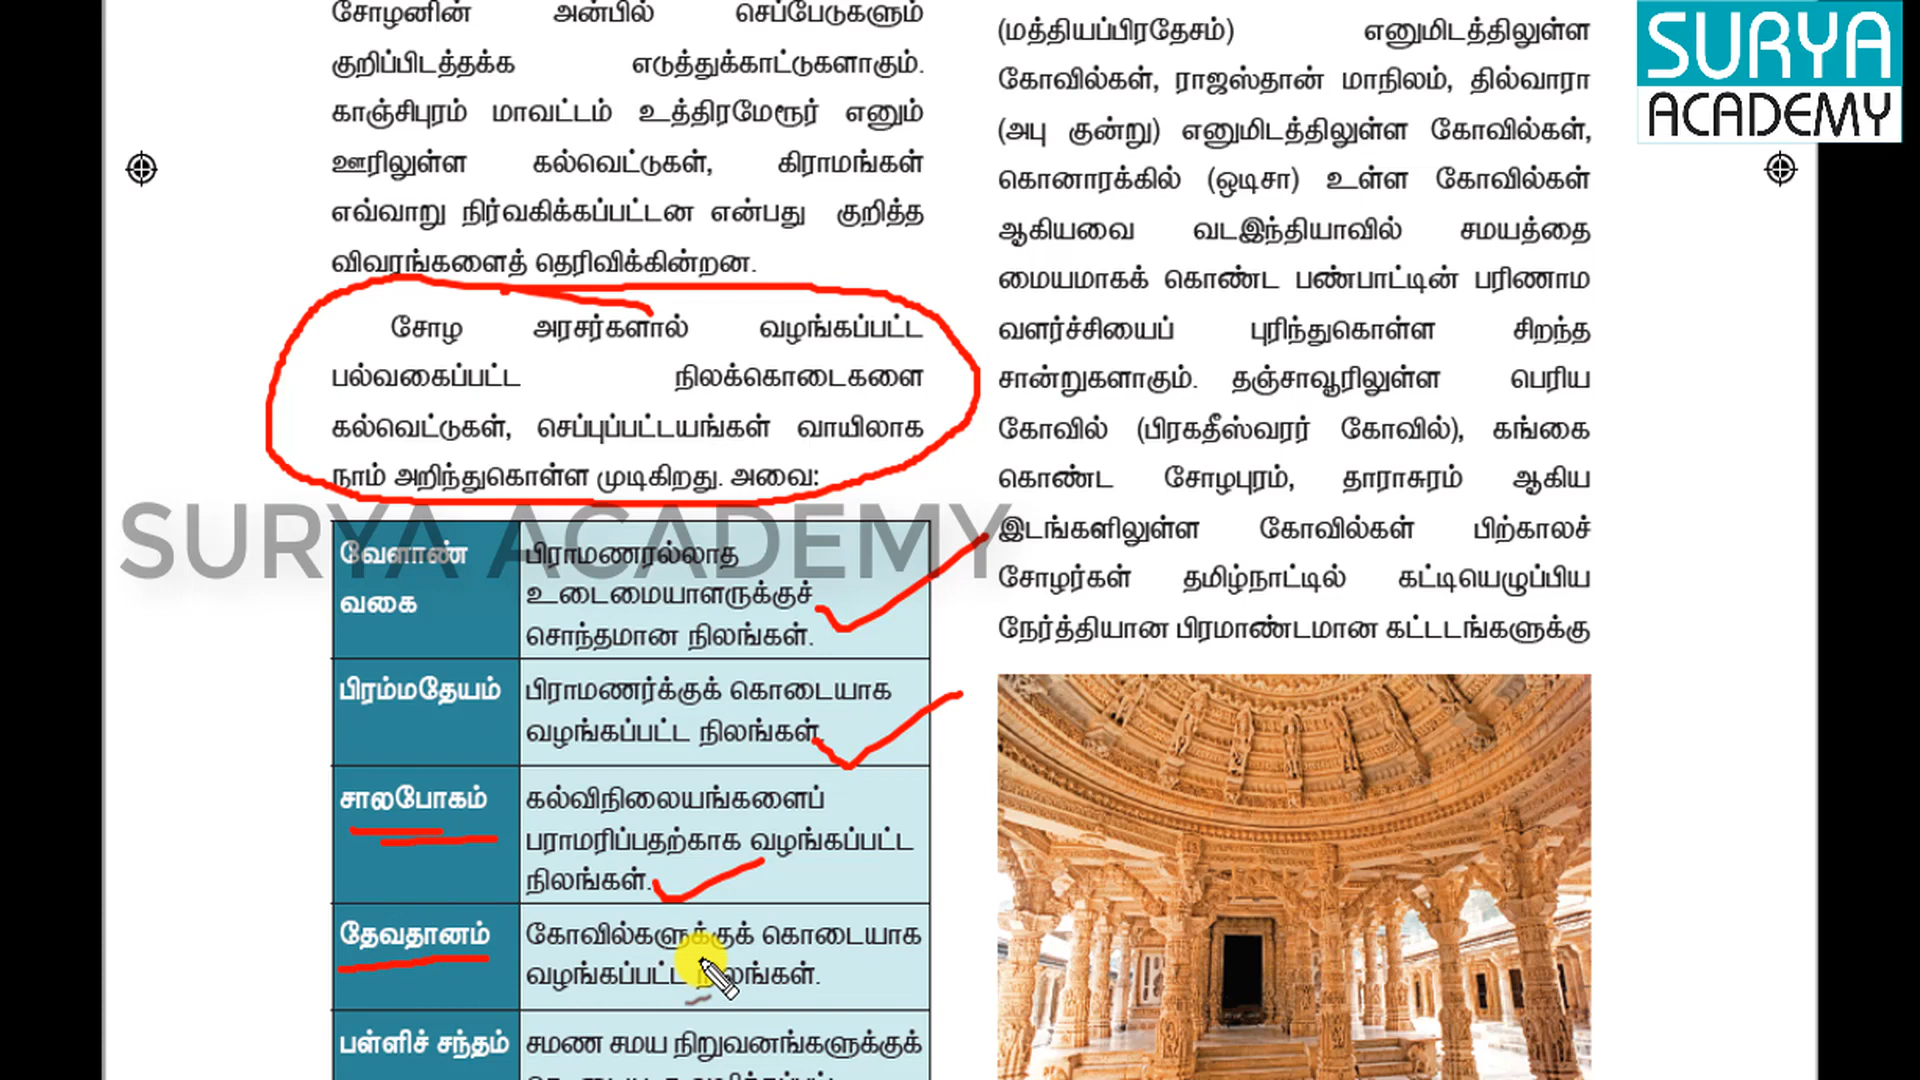 சோழனின் அன்பில் செப்பேடுகளும்
குறிப்பிடத்தக்க எடுத்துக்காட்டுகளாகும்.
காஞ்சிபுரம் மாவட்டம் உத்திரமேரூர் எனும்
ஊரிலுள்ள கல்வெட்டுகள், கிராமங்கள்
எவ்வாறு நிர்வகிக்கப்பட்டன என்பது குறித்த
விவரங்களைத் தெரிவிக்கின்றன.
சோழ அரசர்களால் வழங்கப்பட்ட
பல்வகைப்பட்ட நிலக்கொடைகளை
கல்வெட்டுகள், செப்புப்பட்டயங்கள் வாயிலாக
நாம் அறிந்துகொள்ள முடிகிறது. அவை:
வேளாண்
வகை
பிராமணரல்லாத
உடைமையாளருக்குச்
சொந்தமான நிலங்கள்.
பிரம்மதேயம்
பிராமணர்க்குக் கொடையாக
வழங்கப்பட்ட நிலங்கள்.
சாலபோகம்
கல்விநிலையங்களைப்
பராமரிப்பதற்காக வழங்கப்பட்ட
நிலங்கள்.
தேவதானம்
கோவில்களுக்குக் கொடையாக
வழங்கப்பட்ட நிலங்கள்.
பள்ளிச் சந்தம்
சமண சமய நிறுவனங்களுக்குக்
(மத்தியப்பிரதேசம்) எனுமிடத்திலுள்ள
கோவில்கள், ராஜஸ்தான் மாநிலம், தில்வாரா
(அபு குன்று) எனுமிடத்திலுள்ள கோவில்கள்,
கொனாரக்கில் (ஒடிசா) உள்ள கோவில்கள்
ஆகியவை வடஇந்தியாவில் சமயத்தை
மையமாகக் கொண்ட பண்பாட்டின் பரிணாம
வளர்ச்சியைப் புரிந்துகொள்ள சிறந்த
சான்றுகளாகும். தஞ்சாவூரிலுள்ள பெரிய
கோவில் (பிரகதீஸ்வரர் கோவில்), கங்கை
கொண்ட சோழபுரம், தாராசுரம் ஆகிய
இடங்களிலுள்ள கோவில்கள் பிற்காலச்
சோழர்கள் தமிழ்நாட்டில் கட்டியெழுப்பிய
நேர்த்தியான பிரமாண்டமான கட்டடங்களுக்கு
SURYA
ACADEMY
SURYA ACADEMY